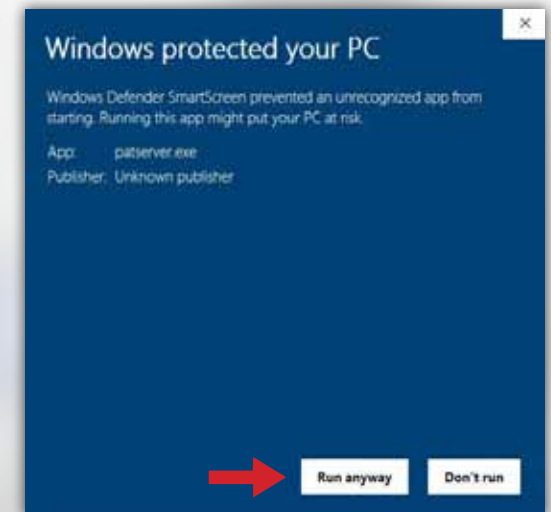 Windows protected your PC
Windows Defender SmartScreen prevented an unrecognized app from
starting. Running this app might put your PC at risk.
App: patserver.exe
Publisher: Unknown publisher
Run anyway Don't run